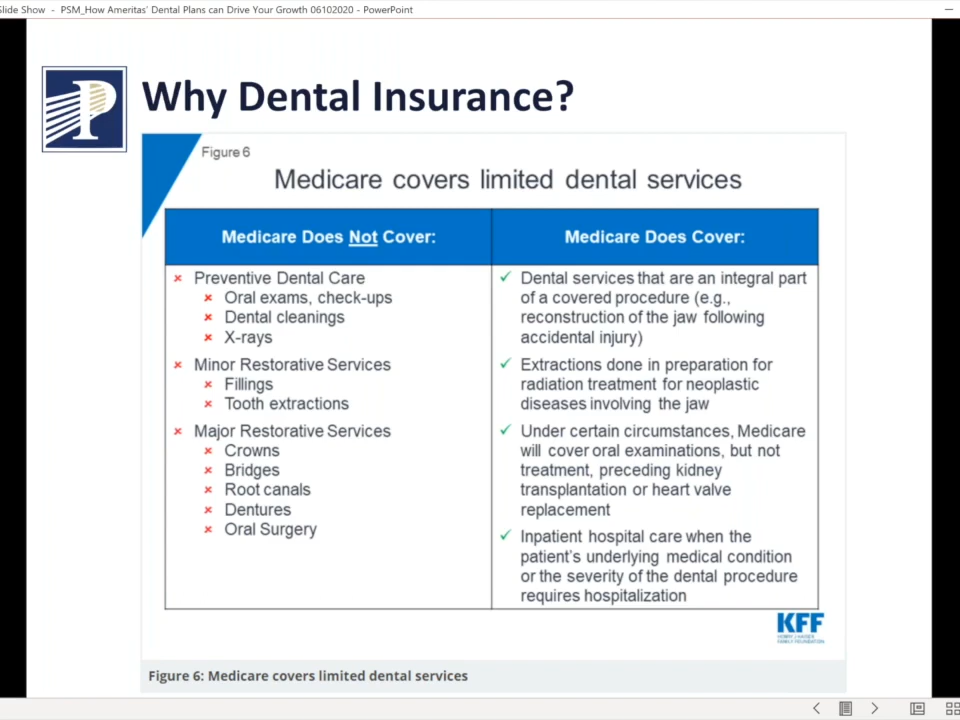 Slide Show - PSM_How Ameritas' Dental Plans can Drive Your Growth 06102020 - PowerPoint
P
Why Dental Insurance?
Figure 6
Medicare covers limited dental services
Medicare Does Not Cover:
× Preventive Dental Care
× Oral exams, check-ups
× Dental cleanings
× X-rays
× Minor Restorative Services
× Fillings
× Tooth extractions
× Major Restorative Services
× Crowns
× Bridges
× Root canals
× Dentures
× Oral Surgery
Medicare Does Cover:
✓ Dental services that are an integral part
of a covered procedure (e.g.,
reconstruction of the jaw following
accidental injury)
✓ Extractions done in preparation for
radiation treatment for neoplastic
diseases involving the jaw
✓ Under certain circumstances, Medicare
will cover oral examinations, but not
treatment, preceding kidney
transplantation or heart valve
replacement
✓ Inpatient hospital care when the
patient's underlying medical condition
or the severity of the dental procedure
requires hospitalization
KFF
HENRY J KAISER
FAMILY FOUNDATION
Figure 6: Medicare covers limited dental services